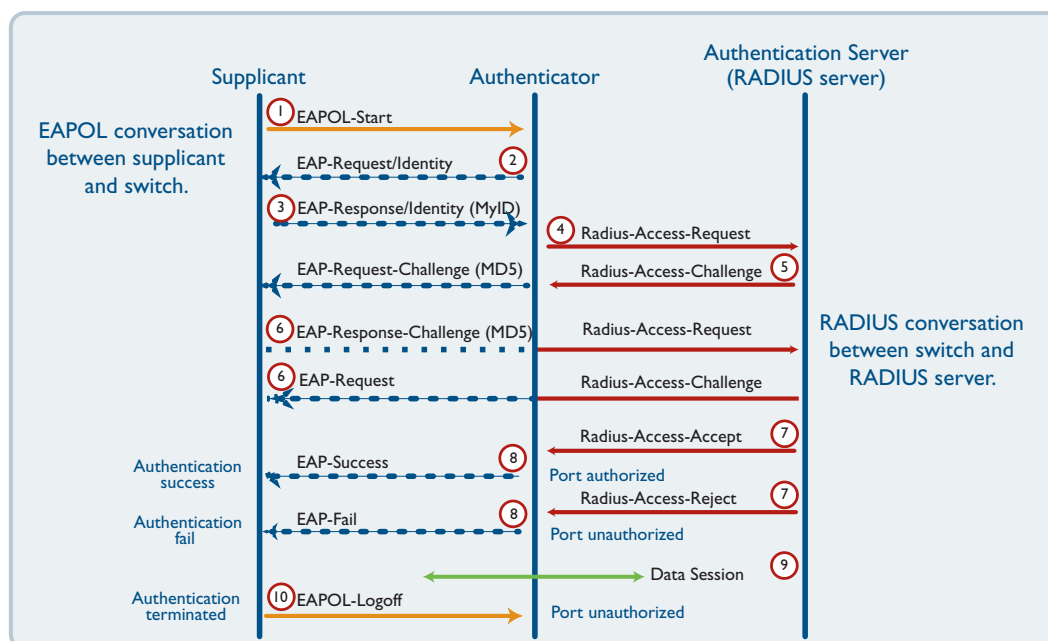 Authentication Server
(RADIUS server)
Supplicant
Authenticator
EAPOL conversation
between supplicant
and switch.
1 EAPOL-Start
EAP-Request/Identity 2
3 EAP-Response/Identity (MyID)
4 Radius-Access-Request
EAP-Request-Challenge (MD5)
Radius-Access-Challenge 5
6 EAP-Response-Challenge (MD5)
Radius-Access-Request
RADIUS conversation
between switch and
RADIUS server.
6 EAP-Request
Radius-Access-Challenge
Radius-Access-Accept 7
Authentication
success
EAP-Success 8
Port authorized
Radius-Access-Reject 7
Authentication
fail
EAP-Fail 8
Port unauthorized
Data Session 9
Authentication
terminated
10 EAPOL-Logoff
Port unauthorized